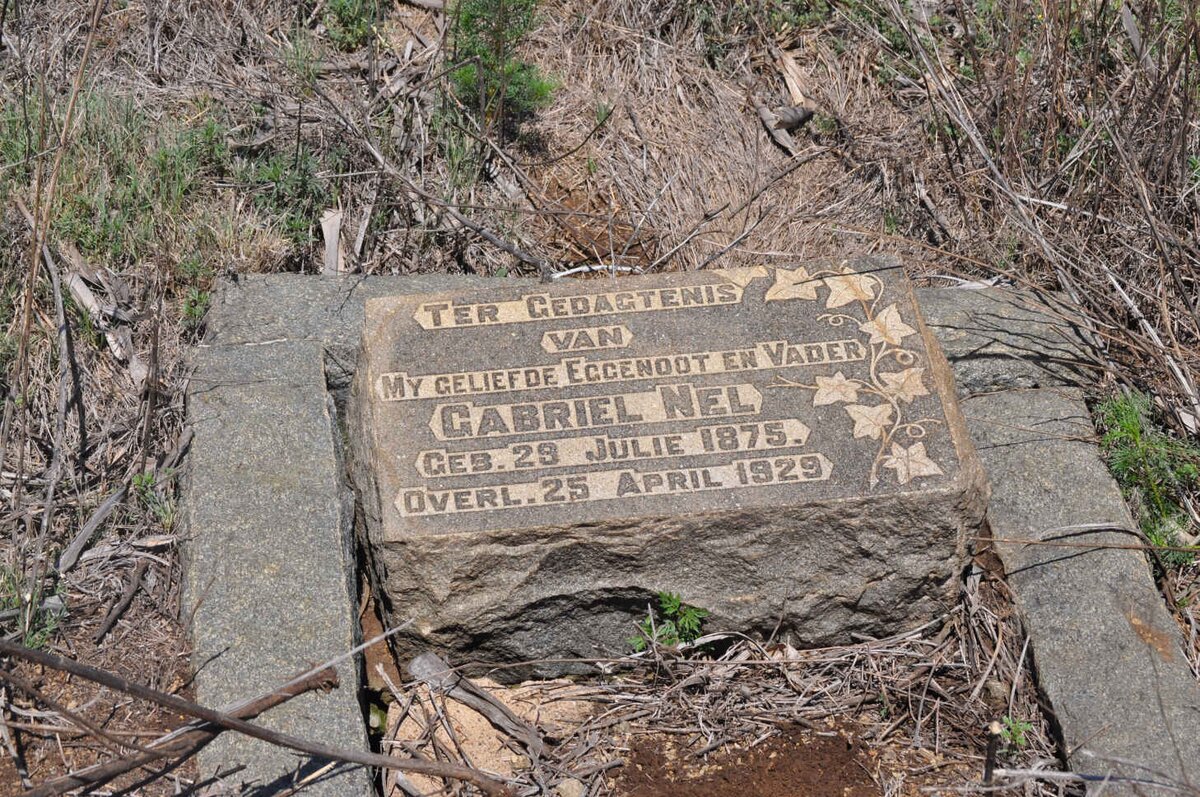 TER GEDAGTENIS
VAN
MY GELIEFDE EGGENOOT EN VADER
GABRIEL NEL
GEB. 29 JULIE 1875.
OVERL. 25 APRIL 1929